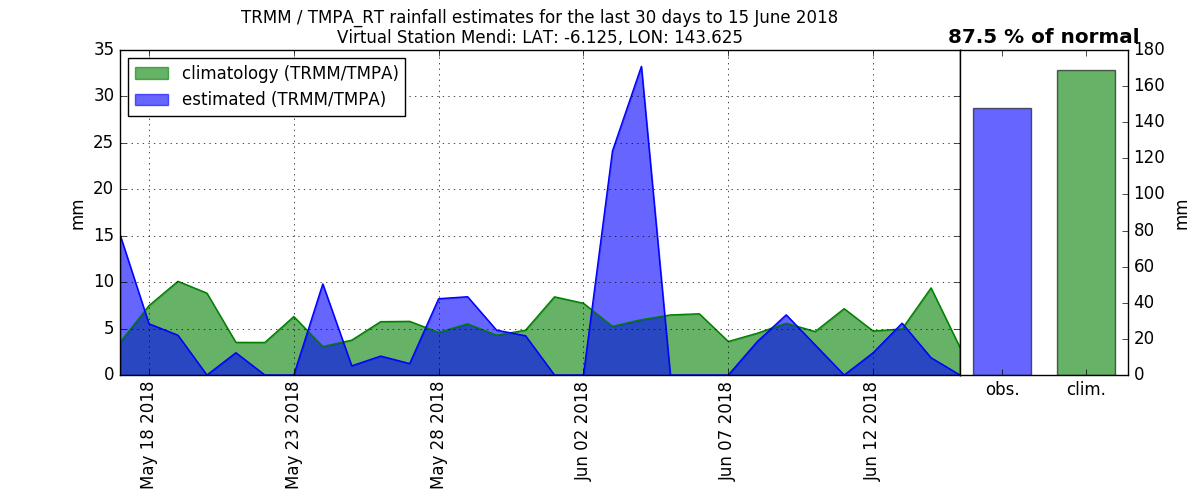 TRMM / TMPA_RT rainfall estimates for the last 30 days to 15 June 2018
Virtual Station Mendi: LAT: -6.125, LON: 143.625
87.5 % of normal
climatology (TRMM/TMPA)
estimated (TRMM/TMPA)
mm
35
30
25
20
15
10
5
0
May 18 2018
May 23 2018
May 28 2018
Jun 02 2018
Jun 07 2018
Jun 12 2018
180
160
140
120
100
80
60
40
20
0
mm
obs.
clim.